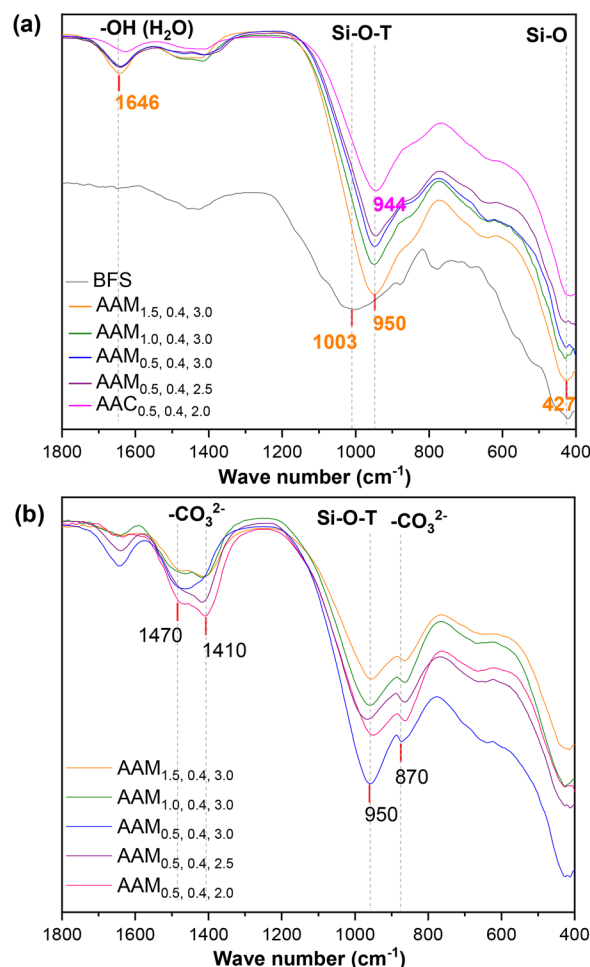 (a)
-OH (H₂O)
Si-O-T
Si-O
1646
944
1003
950
427
BFS
AAM₁.₅, ₀.₄, ₃.₀
AAM₁.₀, ₀.₄, ₃.₀
AAM₀.₅, ₀.₄, ₃.₀
AAM₀.₅, ₀.₄, ₂.₅
AAC₀.₅, ₀.₄, ₂.₀
1800 1600 1400 1200 1000 800 600 400
Wave number (cm⁻¹)
(b)
-CO₃²⁻
Si-O-T
-CO₃²⁻
1470
1410
870
950
AAM₁.₅, ₀.₄, ₃.₀
AAM₁.₀, ₀.₄, ₃.₀
AAM₀.₅, ₀.₄, ₃.₀
AAM₀.₅, ₀.₄, ₂.₅
AAM₀.₅, ₀.₄, ₂.₀
1800 1600 1400 1200 1000 800 600 400
Wave number (cm⁻¹)